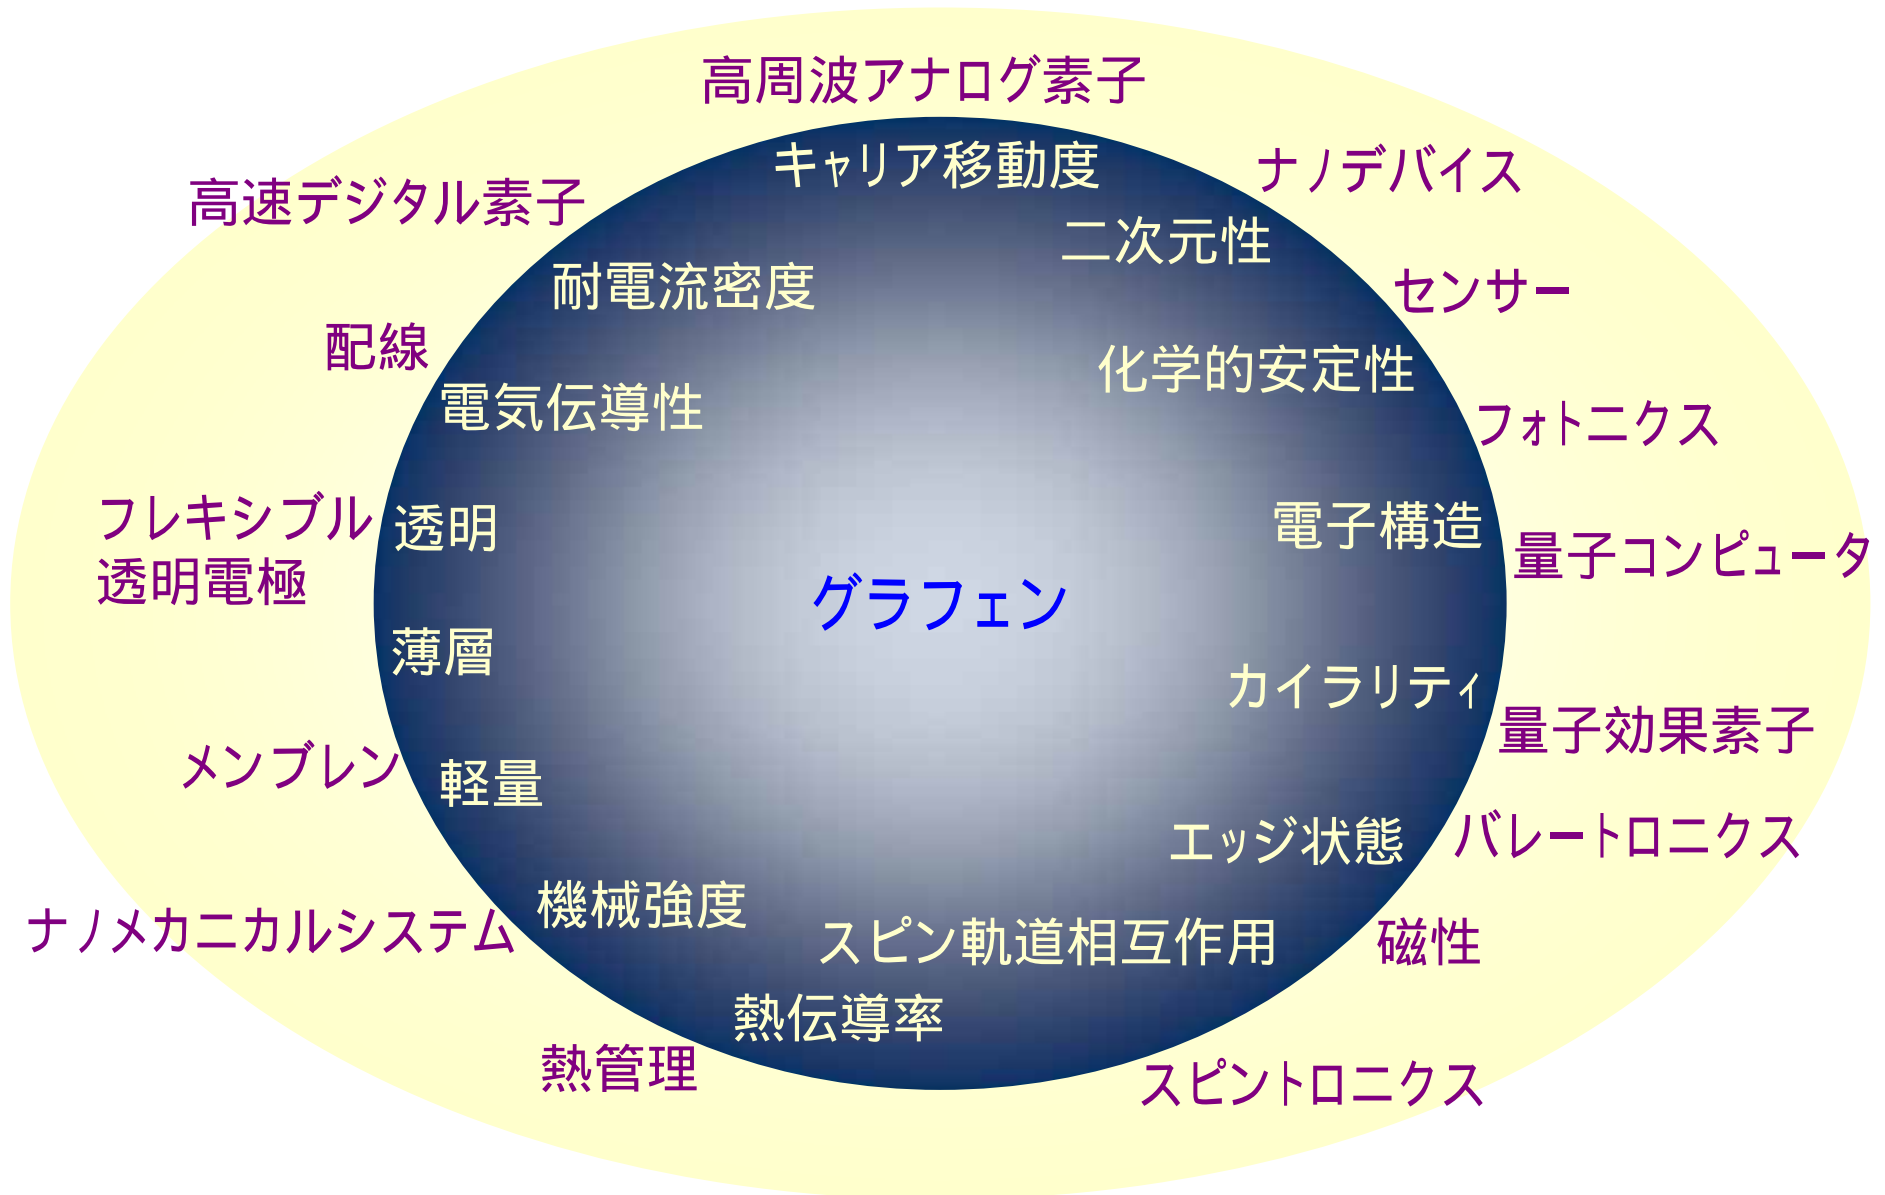 高周波アナログ素子
キャリア移動度
ナノデバイス
高速デジタル素子
二次元性
耐電流密度
センサー
配線
化学的安定性
電気伝導性
フォトニクス
フレキシブル
透明電極
透明
電子構造
量子コンピュータ
グラフェン
薄層
カイラリティ
量子効果素子
メンブレン
軽量
エッジ状態
バレートロニクス
機械強度
ナノメカニカルシステム
スピン軌道相互作用
磁性
熱伝導率
熱管理
スピントロニクス